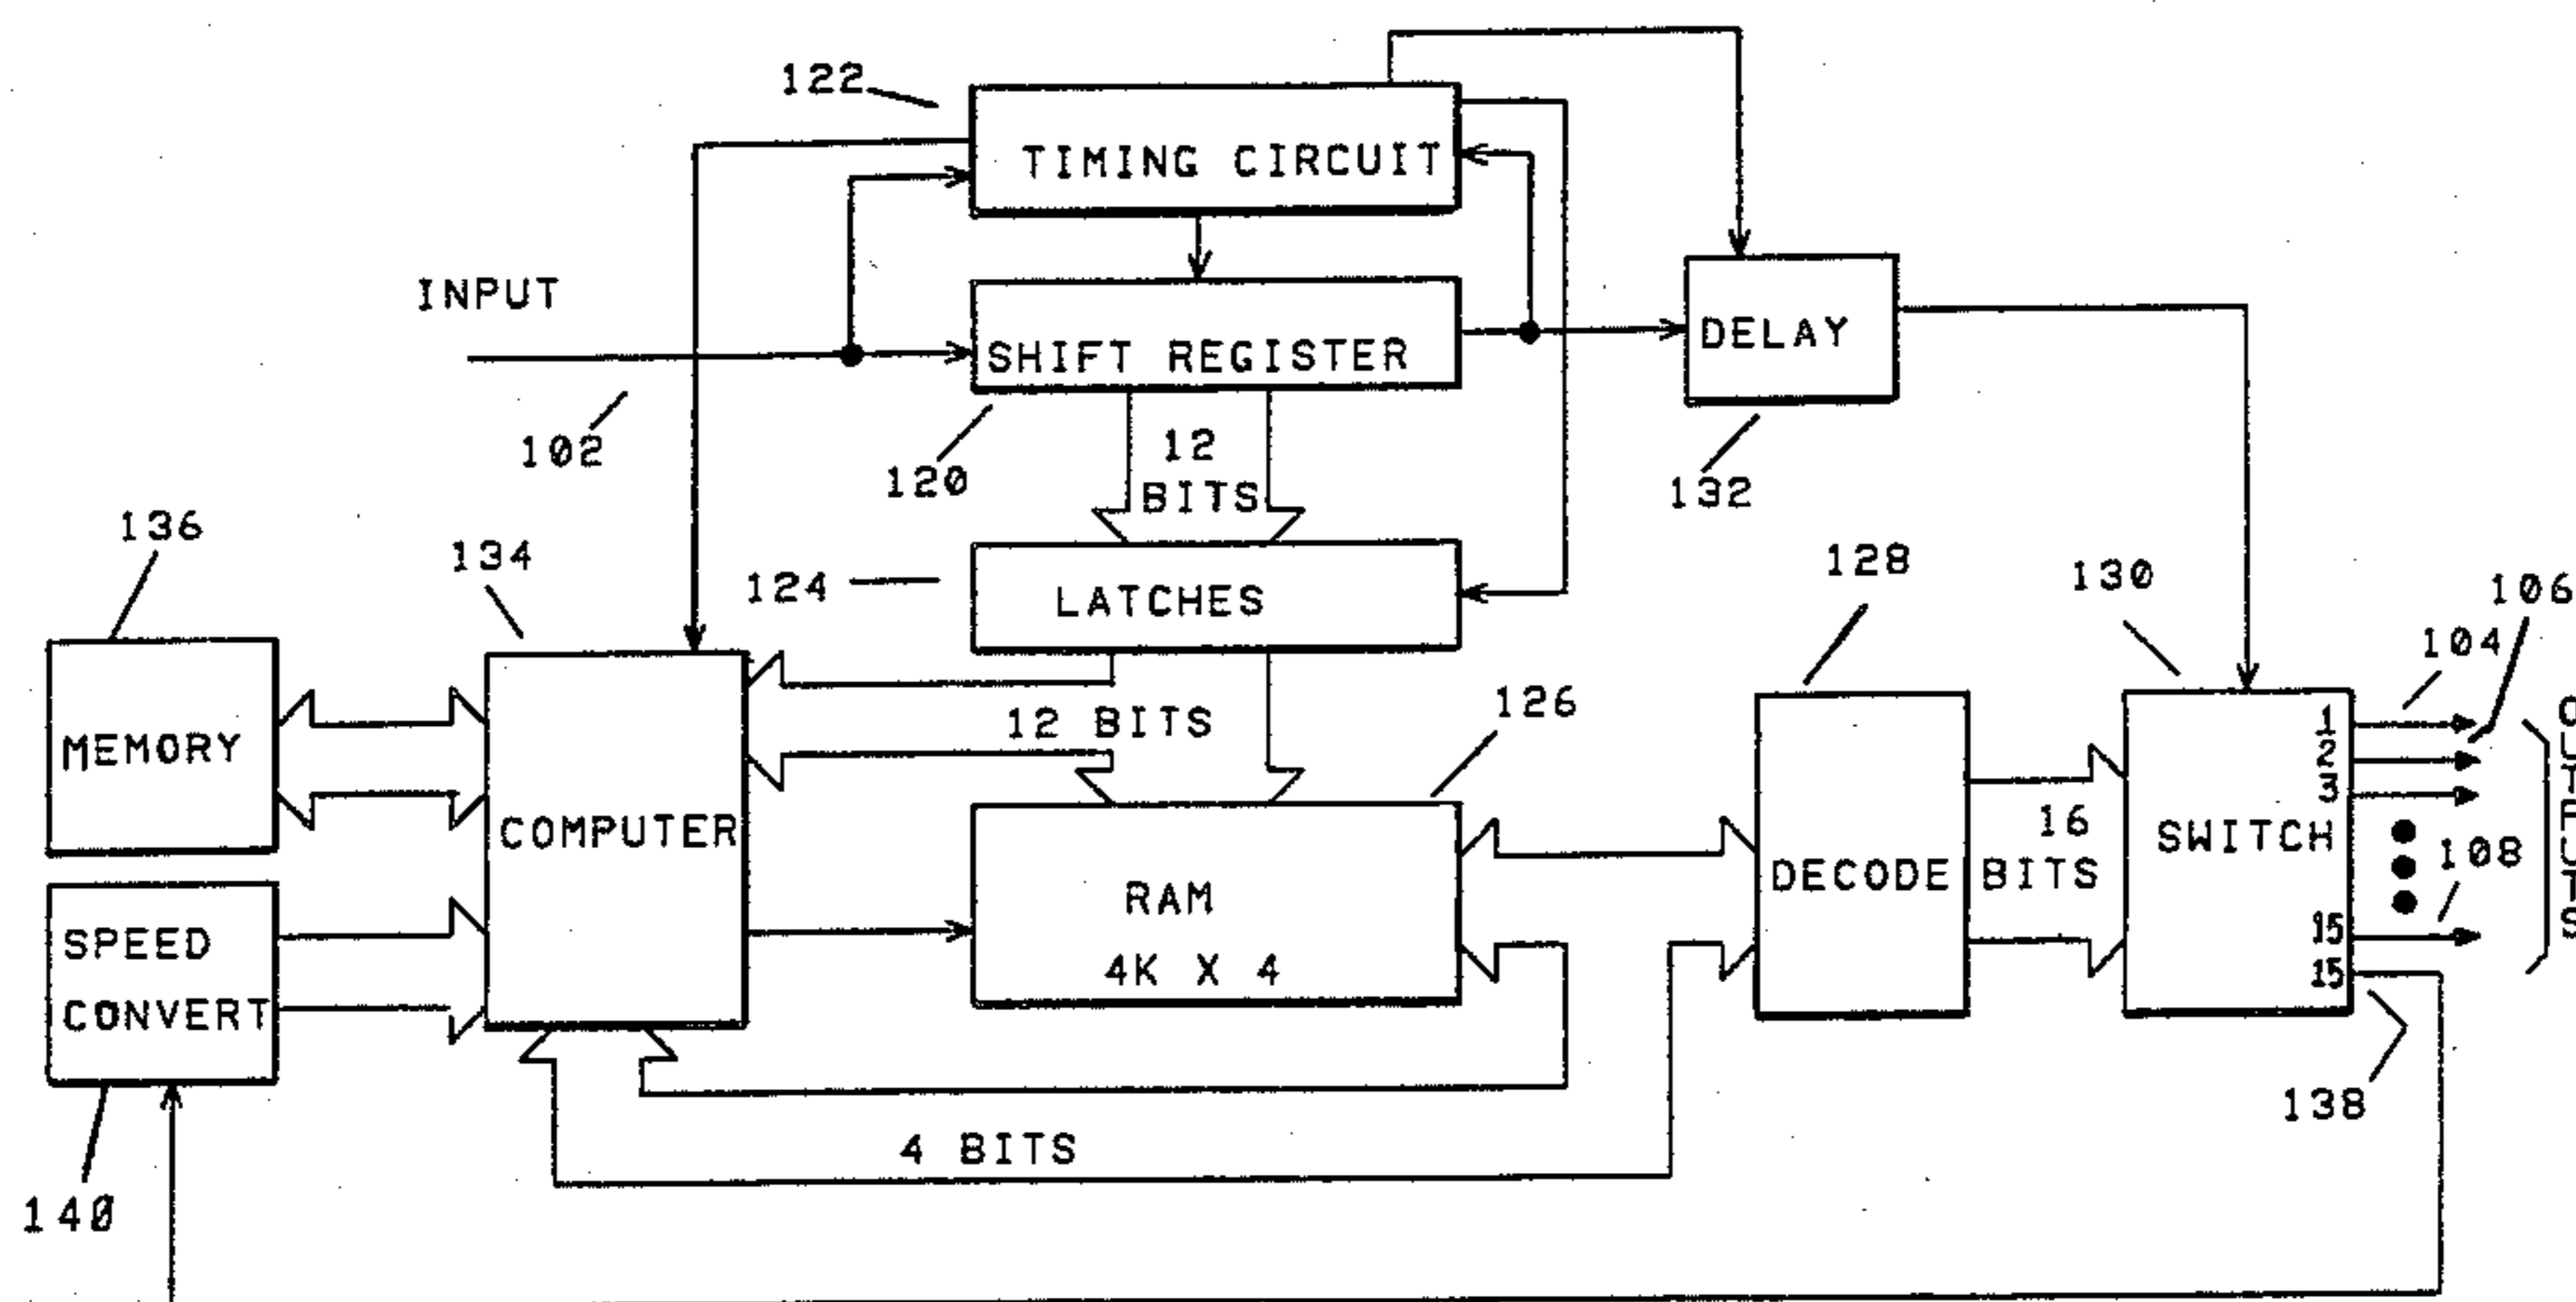 122
TIMING CIRCUIT
INPUT
102
SHIFT REGISTER
120
DELAY
132
12
BITS
136
134
124
LATCHES
128
130
106
104
MEMORY
12 BITS
126
COMPUTER
RAM
4K X 4
DECODE
16
BITS
SWITCH
1
2
3
15
15
108
OUTPUTS
SPEED
CONVERT
138
4 BITS
140